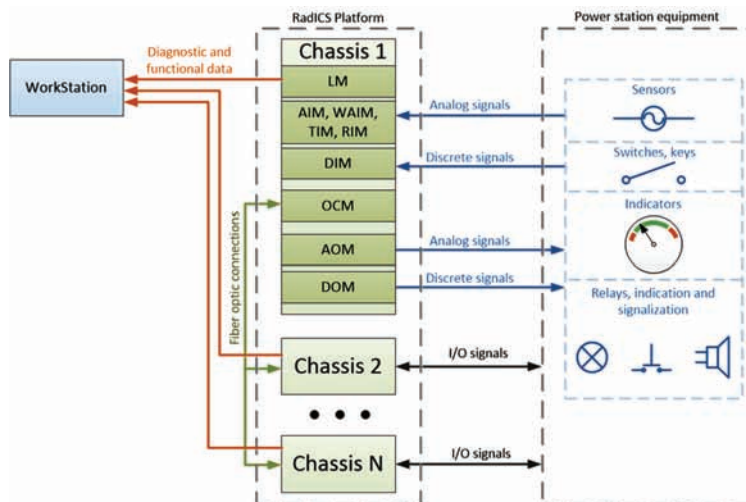 RadICS Platform
Power station equipment
Diagnostic and
functional data
WorkStation
Chassis 1
LM
AIM, WAIM,
TIM, RIM
DIM
OCM
AOM
DOM
Analog signals
Discrete signals
Analog signals
Discrete signals
Sensors
Switches, keys
Indicators
Relays, indication and
signalization
Fiber optic connections
Chassis 2
I/O signals
Chassis N
I/O signals